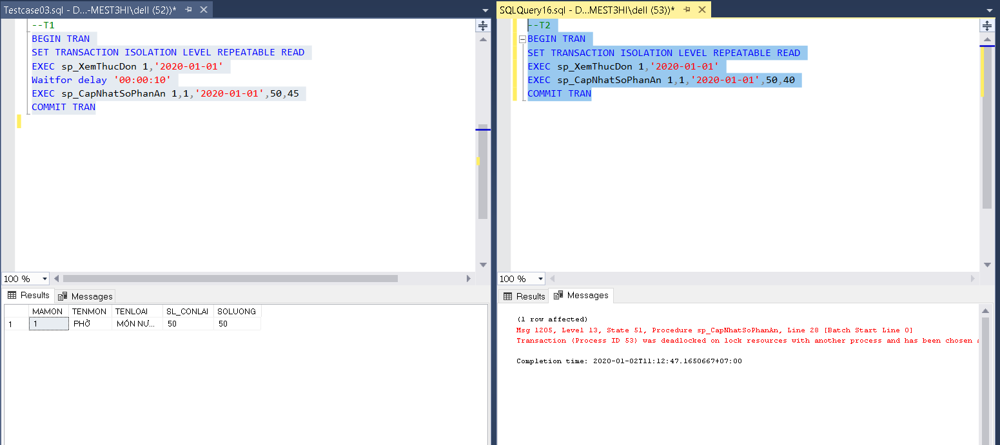 Testcase03.sql - D...-MEST3HI\dell (52))*
--T1
BEGIN TRAN
SET TRANSACTION ISOLATION LEVEL REPEATABLE READ
EXEC sp_XemThucDon 1,'2020-01-01'
Waitfor delay '00:00:10'
EXEC sp_CapNhatSoPhanAn 1,1,'2020-01-01',50,45
COMMIT TRAN
100 %
Results Messages
MAMON TENMON TENLOAI SL_CONLAI SOLUONG
1 1 PHỞ MÓN NƯ... 50 50
SQLQuery16.sql - D...MEST3HI\dell (53))*
--T2
BEGIN TRAN
SET TRANSACTION ISOLATION LEVEL REPEATABLE READ
EXEC sp_XemThucDon 1,'2020-01-01'
EXEC sp_CapNhatSoPhanAn 1,1,'2020-01-01',50,40
COMMIT TRAN
100 %
Results Messages
(1 row affected)
Msg 1205, Level 13, State 51, Procedure sp_CapNhatSoPhanAn, Line 28 [Batch Start Line 0]
Transaction (Process ID 53) was deadlocked on lock resources with another process and has been chosen
Completion time: 2020-01-02T11:12:47.1650667+07:00